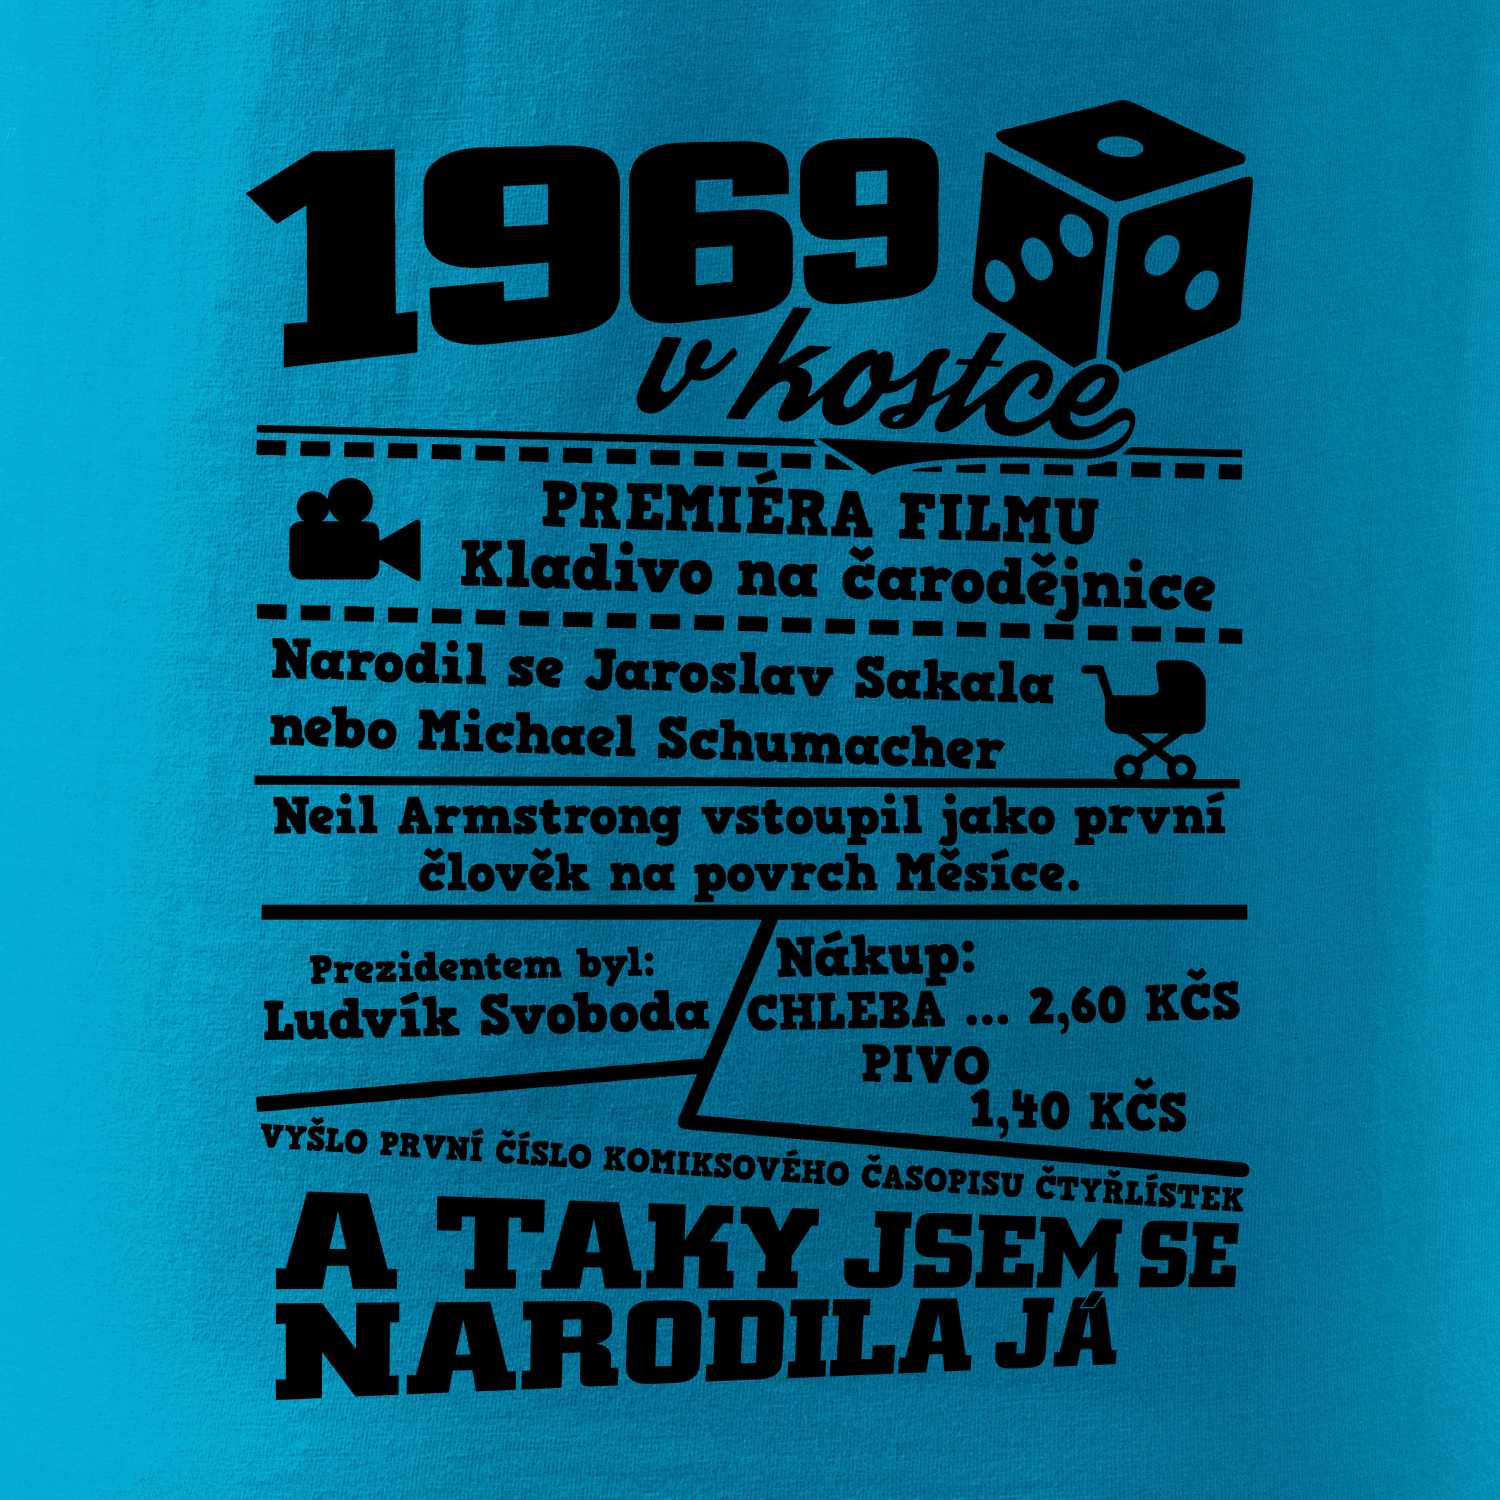 1969
v kostce
PREMIÉRA FILMU
Kladivo na čarodějnice
Narodil se Jaroslav Sakala
nebo Michael Schumacher
Neil Armstrong vstoupil jako první
člověk na povrch Měsíce.
Prezidentem byl:
Ludvík Svoboda
Nákup:
CHLEBA ... 2,60 KČS
PIVO
1,40 KČS
VYŠLO PRVNÍ ČÍSLO KOMIKSOVÉHO ČASOPISU ČTYŘLÍSTEK
A TAKY JSEM SE
NARODILA JÁ